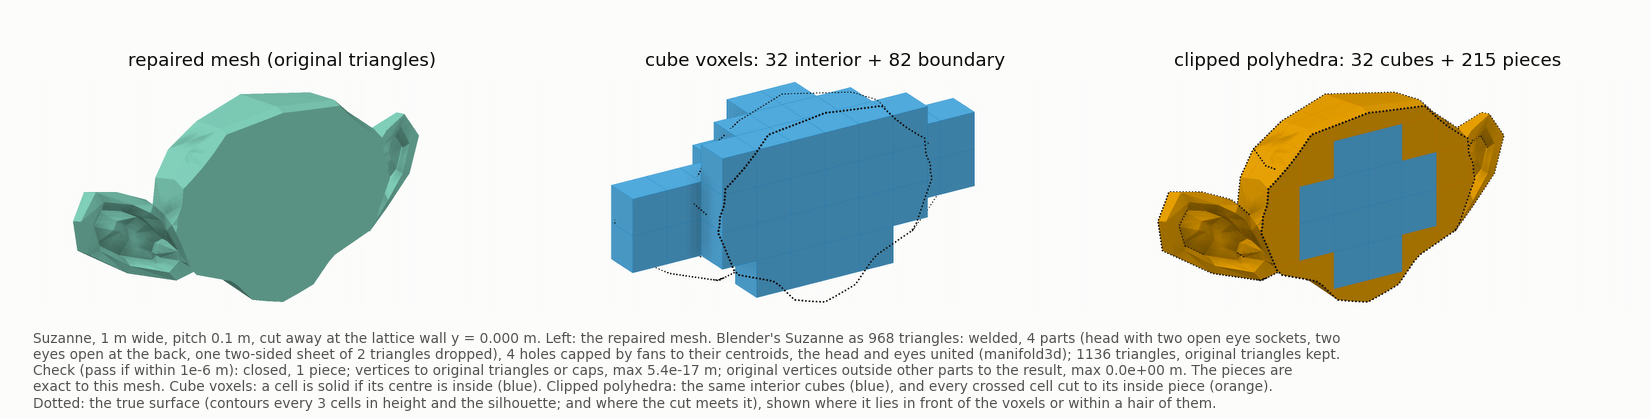 repaired mesh (original triangles)
cube voxels: 32 interior + 82 boundary
clipped polyhedra: 32 cubes + 215 pieces
Suzanne, 1 m wide, pitch 0.1 m, cut away at the lattice wall y = 0.000 m. Left: the repaired mesh. Blender's Suzanne as 968 triangles: welded, 4 parts (head with two open eye sockets, two
eyes open at the back, one two-sided sheet of 2 triangles dropped), 4 holes capped by fans to their centroids, the head and eyes united (manifold3d); 1136 triangles, original triangles kept.
Check (pass if within 1e-6 m): closed, 1 piece; vertices to original triangles or caps, max 5.4e-17 m; original vertices outside other parts to the result, max 0.0e+00 m. The pieces are
exact to this mesh. Cube voxels: a cell is solid if its centre is inside (blue). Clipped polyhedra: the same interior cubes (blue), and every crossed cell cut to its inside piece (orange).
Dotted: the true surface (contours every 3 cells in height and the silhouette; and where the cut meets it), shown where it lies in front of the voxels or within a hair of them.